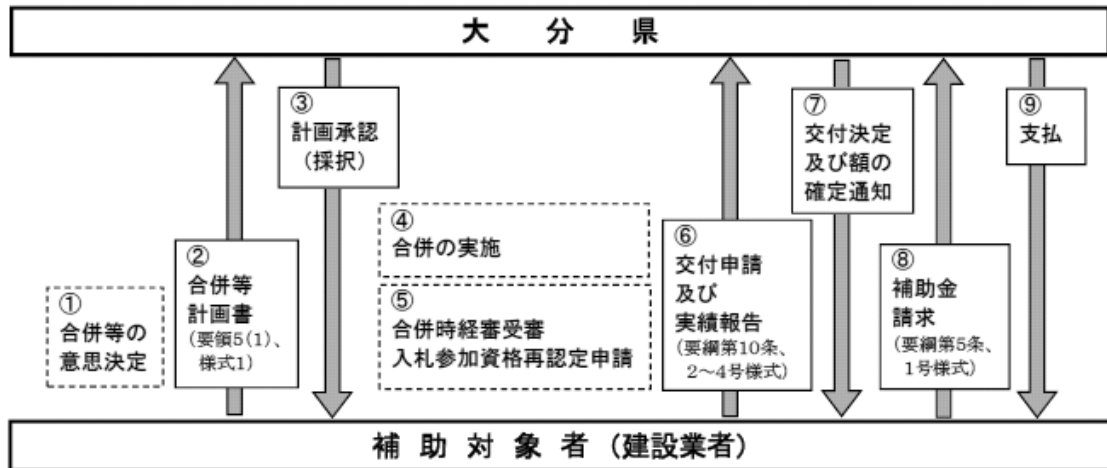 大分県
①
合併等の
意思決定
②
合併等
計画書
(要領5(1)、
様式1)
③
計画承認
(採択)
④
合併の実施
⑤
合併時経審受審
入札参加資格再認定申請
⑥
交付申請
及び
実績報告
(要綱第10条、
2～4号様式)
⑦
交付決定
及び額の
確定通知
⑧
補助金
請求
(要綱第5条、
1号様式)
⑨
支払
補助対象者(建設業者)